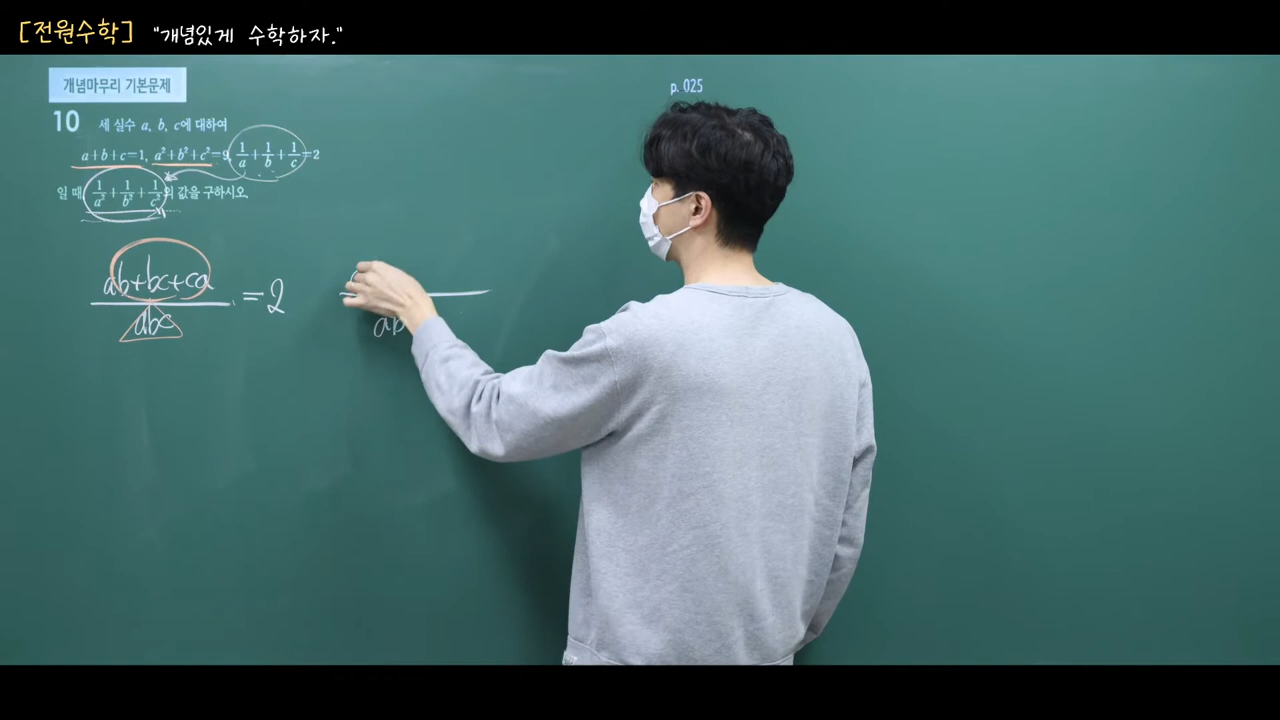 [전원수학] "개념있게 수학하자."
개념마무리 기본문제
p. 025
10 세 실수 a, b, c에 대하여
a+b+c=1, a²+b²+c²=9, 1/a+1/b+1/c=2
일 때 1/a²+1/b²+1/c²의 값을 구하시오.
ab+bc+ca
abc
=2
ab